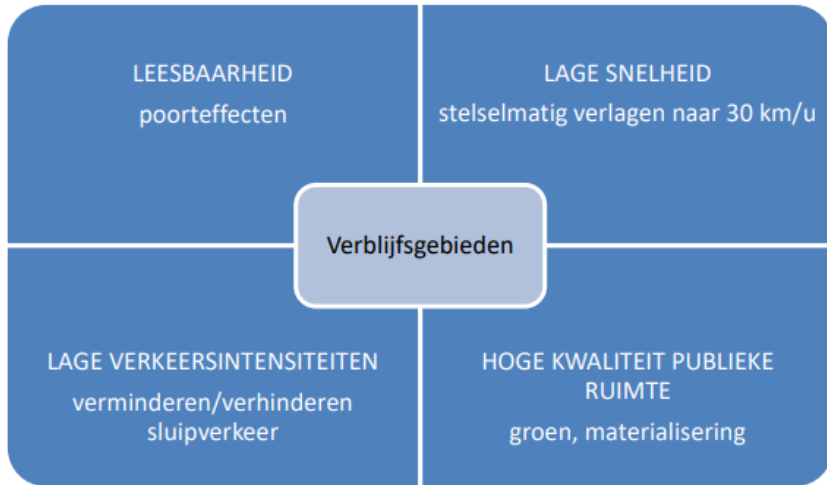 LEESBAARHEID
poorteffecten
LAGE SNELHEID
stelselmatig verlagen naar 30 km/u
Verblijfsgebieden
LAGE VERKEERSINTENSITEITEN
verminderen/verhinderen
sluipverkeer
HOGE KWALITEIT PUBLIEKE
RUIMTE
groen, materialisering